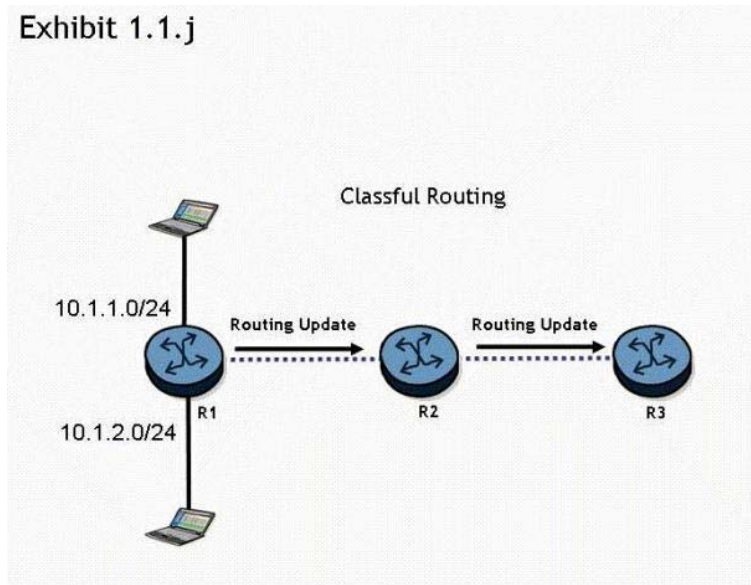 Exhibit 1.1.j
Classful Routing
10.1.1.0/24
Routing Update
Routing Update
R1
R2
R3
10.1.2.0/24